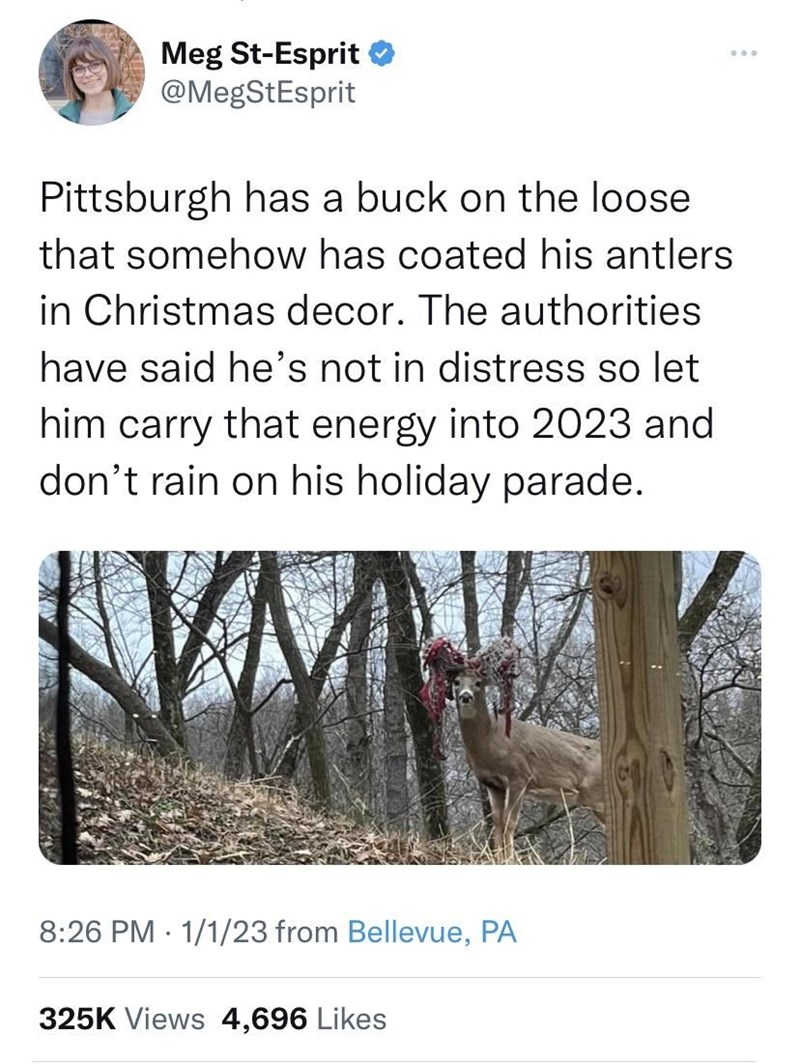 Meg St-Esprit
@MegStEsprit
Pittsburgh has a buck on the loose
that somehow has coated his antlers
in Christmas decor. The authorities
have said he’s not in distress so let
him carry that energy into 2023 and
don’t rain on his holiday parade.
8:26 PM · 1/1/23 from Bellevue, PA
325K Views 4,696 Likes